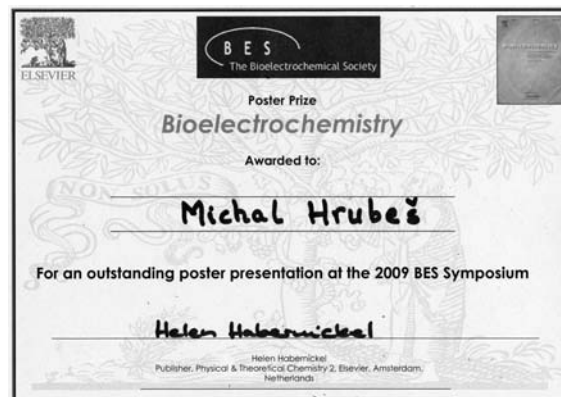 ELSEVIER
B E S
The Bioelectrochemical Society
Poster Prize
Bioelectrochemistry
Awarded to:
NON SOLUS
Michal Hrubeš
For an outstanding poster presentation at the 2009 BES Symposium
Helen Habernickel
Helen Habernickel
Publisher, Physical & Theoretical Chemistry 2, Elsevier, Amsterdam,
Netherlands